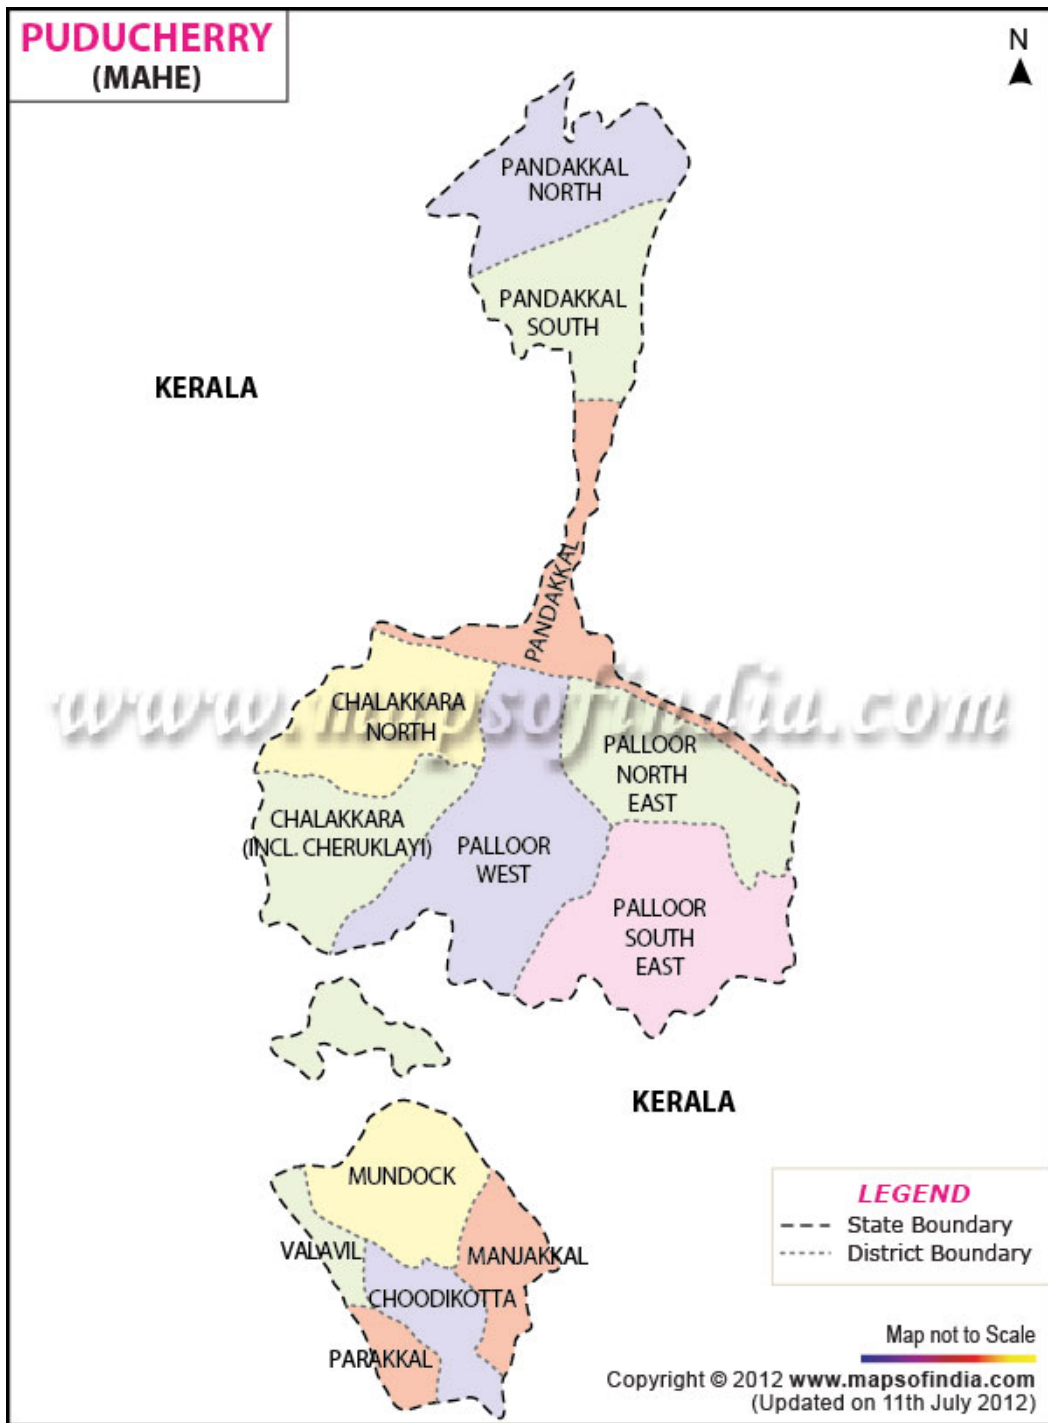 PUDUCHERRY
(MAHE)
N
PANDAKKAL
NORTH
PANDAKKAL
SOUTH
KERALA
PANDAKKAL
www.mapsofindia.com
CHALAKKARA
NORTH
PALLOOR
NORTH
EAST
CHALAKKARA
(INCL. CHERUKLAYI)
PALLOOR
WEST
PALLOOR
SOUTH
EAST
KERALA
MUNDOCK
VALAVIL
MANJAKKAL
CHOODIKOTTA
PARAKKAL
LEGEND
State Boundary
District Boundary
Map not to Scale
Copyright © 2012 www.mapsofindia.com
(Updated on 11th July 2012)